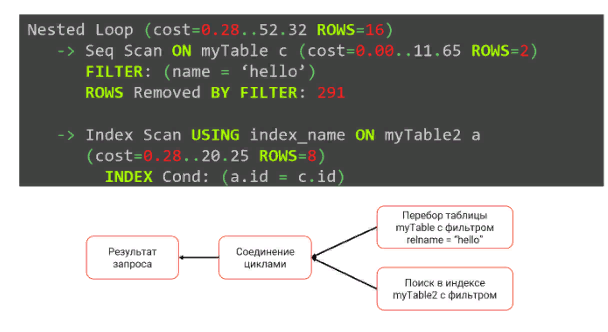 Nested Loop (cost=0.28..52.32 ROWS=16)
-> Seq Scan ON myTable c (cost=0.00..11.65 ROWS=2)
FILTER: (name = ‘hello’)
ROWS Removed BY FILTER: 291
-> Index Scan USING index_name ON myTable2 a
(cost=0.28..20.25 ROWS=8)
INDEX Cond: (a.id = c.id)
Результат
запроса
Соединение
циклами
Перебор таблицы
myTable с фильтром
relname = "hello"
Поиск в индексе
myTable2 с фильтром